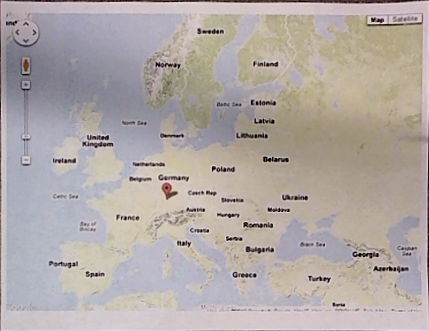 Map Satellite
Sweden
Norway
Finland
Baltic Sea
Estonia
Latvia
Lithuania
North Sea
Denmark
United
Kingdom
Ireland
Netherlands
Belarus
Poland
Belgium
Germany
Celtic Sea
Czech Rep
Slovakia
Ukraine
Austria
Hungary
Moldova
France
Bay of
Biscay
Croatia
Romania
Serbia
Italy
Bulgaria
Black Sea
Georgia
Caspian
Sea
Portugal
Spain
Greece
Turkey
Azerbaijan
Syria